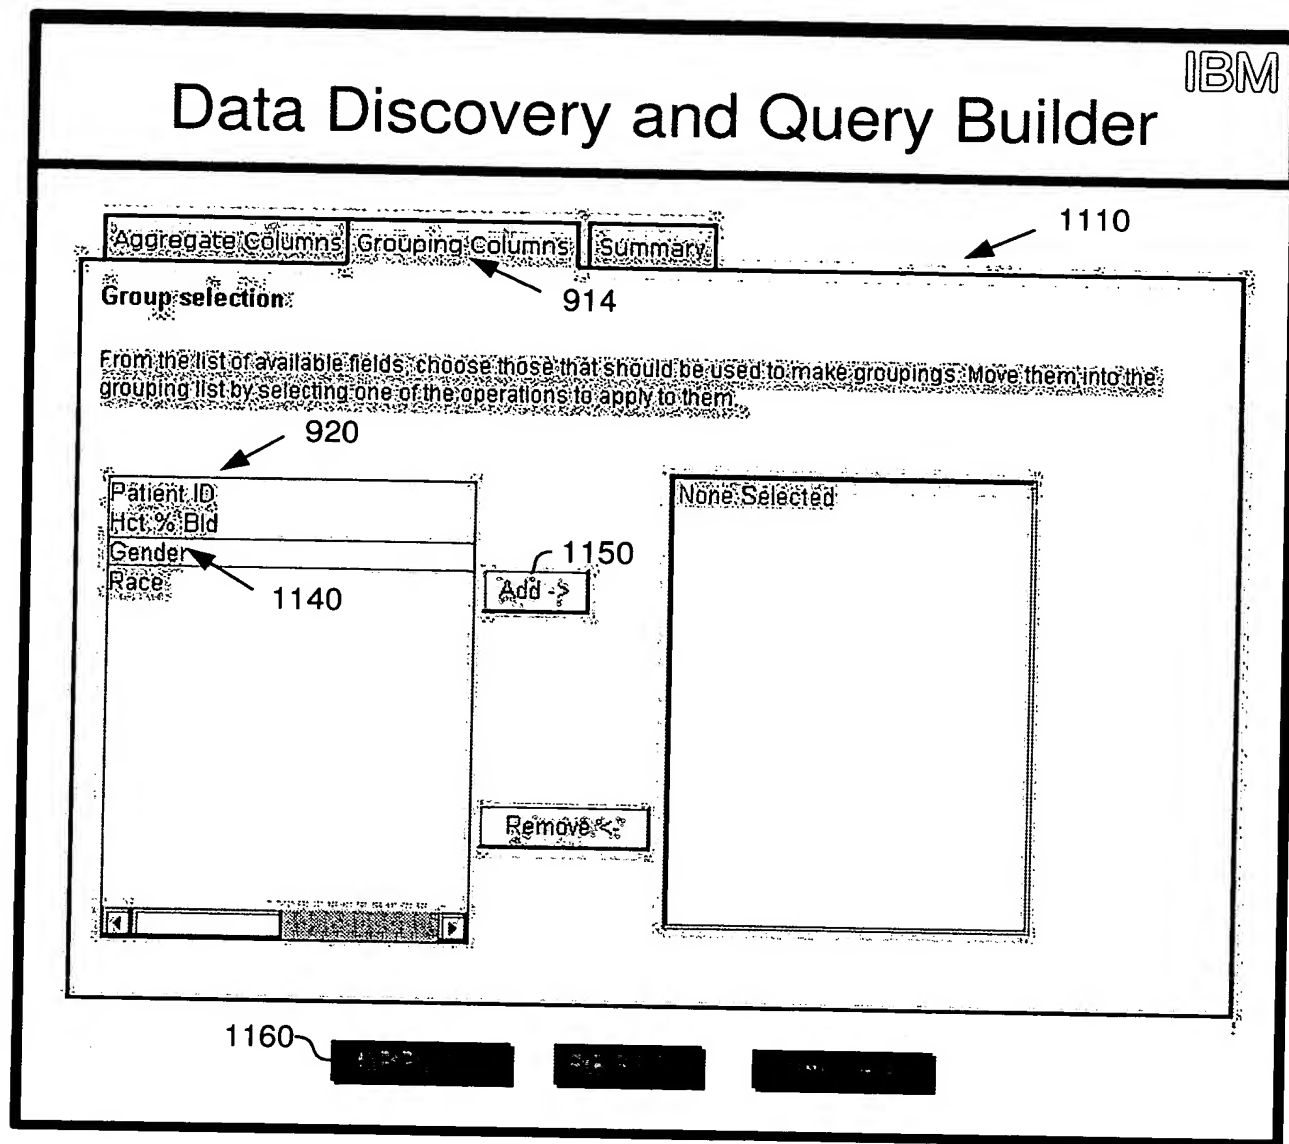 IBM
Data Discovery and Query Builder
1110
Aggregate Columns Grouping Columns Summary
914
Group selection
From the list of available fields, choose those that should be used to make groupings. Move them into the
grouping list by selecting one of the operations to apply to them.
920
Patient ID
Hct % Bld
Gender
Race
1140
1150
Add ->
Remove <-
None Selected
1160